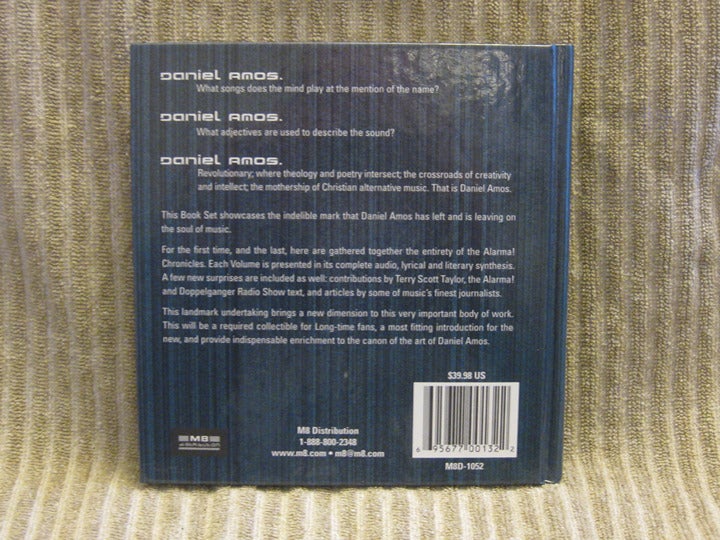 Daniel Amos.
What songs does the mind play at the mention of the name?
Daniel Amos.
What adjectives are used to describe the sound?
Daniel Amos.
Revolutionary; where theology and poetry intersect; the crossroads of creativity
and intellect; the mothership of Christian alternative music. That is Daniel Amos.
This Book Set showcases the indelible mark that Daniel Amos has left and is leaving on
the soul of music.
For the first time, and the last, here are gathered together the entirety of the Alarma!
Chronicles. Each Volume is presented in its complete audio, lyrical and literary synthesis.
A few new surprises are included as well: contributions by Terry Scott Taylor, the Alarma!
and Doppelganger Radio Show text, and articles by some of music's finest journalists.
This landmark undertaking brings a new dimension to this very important body of work.
This will be a required collectible for Long-time fans, a most fitting introduction for the
new, and provide indispensable enrichment to the canon of the art of Daniel Amos.
$39.98 US
M8
M8 Distribution
1-888-800-2348
www.m8.com • m8@m8.com
6 95677 00132 2
M8D-1052